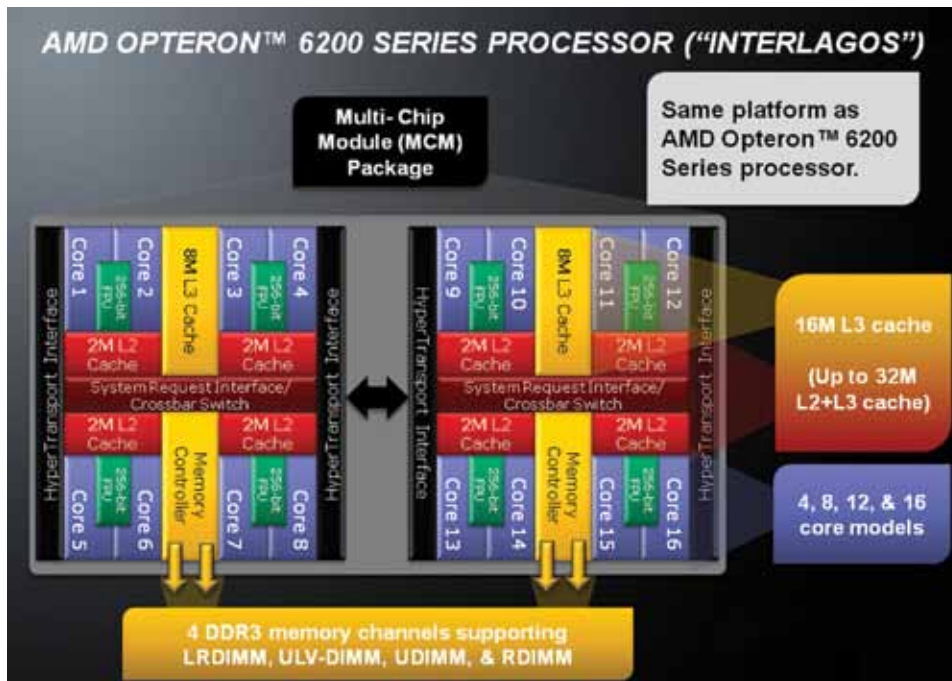 AMD OPTERON™ 6200 SERIES PROCESSOR ("INTERLAGOS")
Multi- Chip
Module (MCM)
Package
Same platform as
AMD Opteron™ 6200
Series processor.
HyperTransport Interface
Core 1
256-bit
FPU
Core 2
8M L3 Cache
Core 3
256-bit
FPU
Core 4
2M L2
Cache
2M L2
Cache
System Request Interface/
Crossbar Switch
2M L2
Cache
2M L2
Cache
Core 5
256-bit
FPU
Core 6
Memory
Controller
Core 7
256-bit
FPU
Core 8
HyperTransport Interface
HyperTransport Interface
Core 9
256-bit
FPU
Core 10
8M L3 Cache
Core 11
256-bit
FPU
Core 12
2M L2
Cache
2M L2
Cache
System Request Interface/
Crossbar Switch
2M L2
Cache
2M L2
Cache
Core 13
256-bit
FPU
Core 14
Memory
Controller
Core 15
256-bit
FPU
Core 16
HyperTransport Interface
16M L3 cache
(Up to 32M
L2+L3 cache)
4, 8, 12, & 16
core models
4 DDR3 memory channels supporting
LRDIMM, ULV-DIMM, UDIMM, & RDIMM